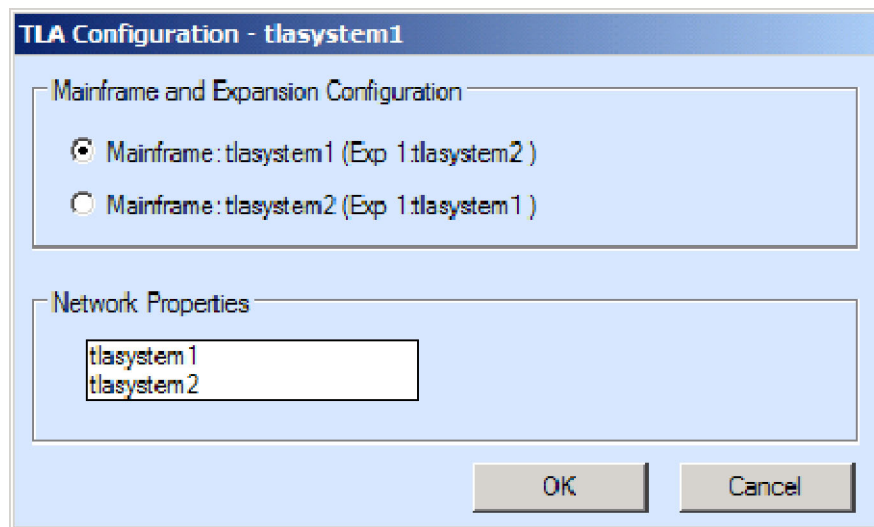 TLA Configuration - tlasystem1
Mainframe and Expansion Configuration
Mainframe: tlasystem1 (Exp 1:tlasystem2 )
Mainframe: tlasystem2 (Exp 1:tlasystem1 )
Network Properties
tlasystem1
tlasystem2
OK Cancel